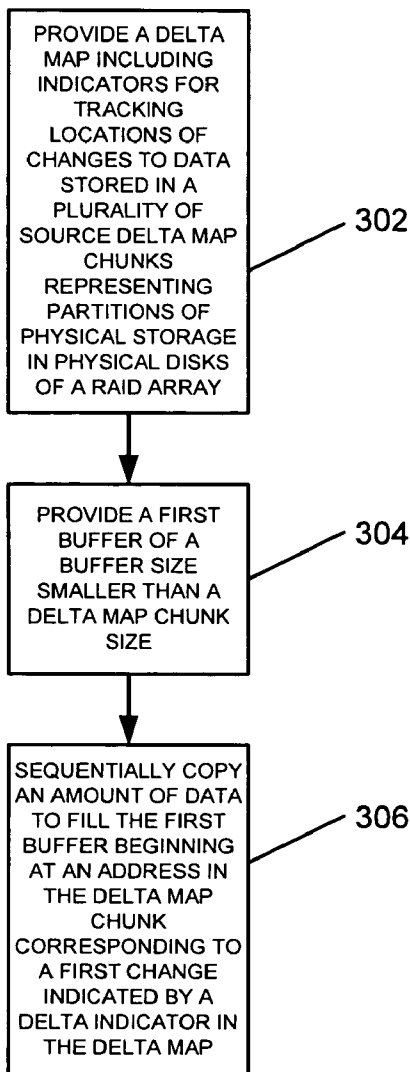 PROVIDE A DELTA
MAP INCLUDING
INDICATORS FOR
TRACKING
LOCATIONS OF
CHANGES TO DATA
STORED IN A
PLURALITY OF
SOURCE DELTA MAP
CHUNKS
REPRESENTING
PARTITIONS OF
PHYSICAL STORAGE
IN PHYSICAL DISKS
OF A RAID ARRAY
302
PROVIDE A FIRST
BUFFER OF A
BUFFER SIZE
SMALLER THAN A
DELTA MAP CHUNK
SIZE
304
SEQUENTIALLY COPY
AN AMOUNT OF DATA
TO FILL THE FIRST
BUFFER BEGINNING
AT AN ADDRESS IN
THE DELTA MAP
CHUNK
CORRESPONDING TO
A FIRST CHANGE
INDICATED BY A
DELTA INDICATOR IN
THE DELTA MAP
306